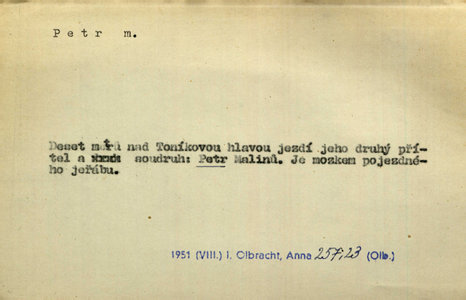 Petr m.
Deset metrů nad Toníkovou hlavou jezdí jeho druhý pří-
tel a soudruh: Petr Malinů. Je mozkem pojezdné-
ho jeřábu.
1951 (VIII.) I. Olbracht, Anna 257;23 (Olb.)